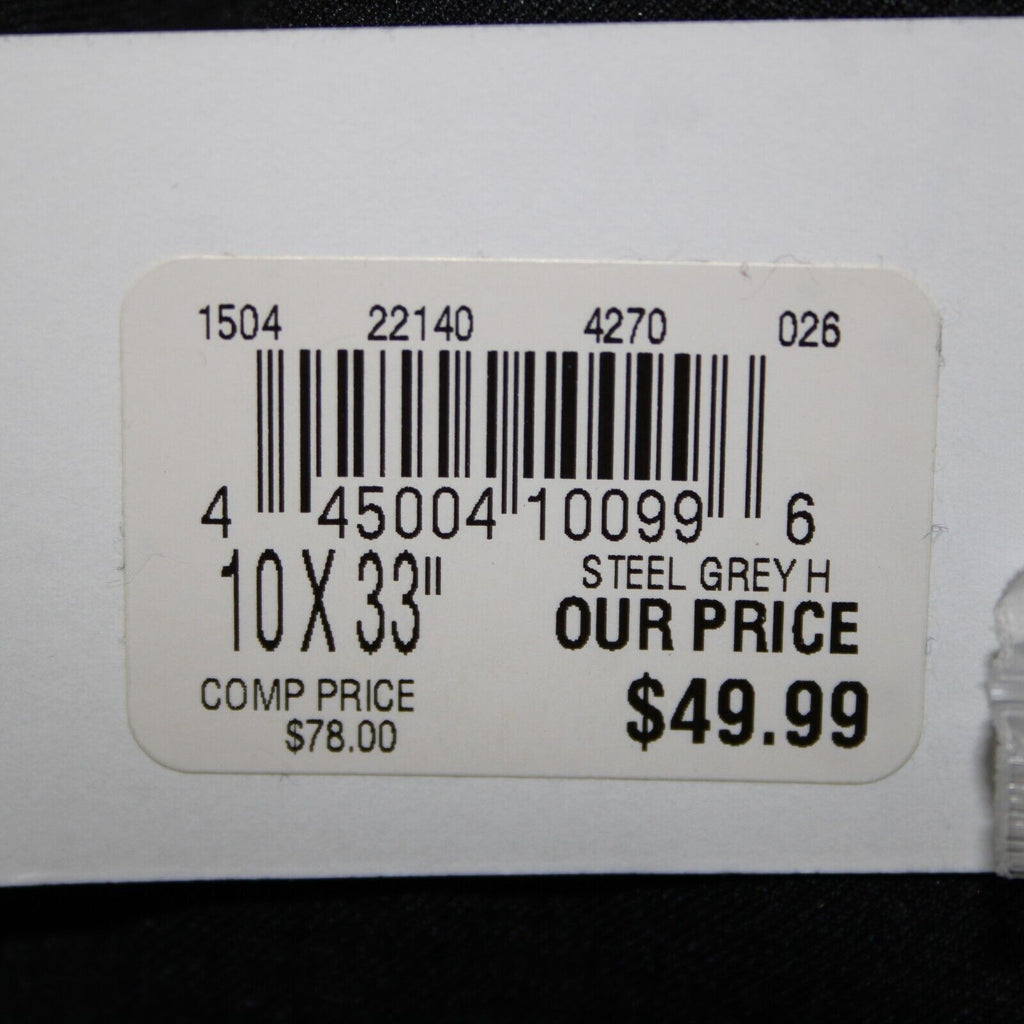 1504 22140 4270 026
4 45004 10099 6
10 X 33"
STEEL GREY H
OUR PRICE
COMP PRICE
$78.00
$49.99